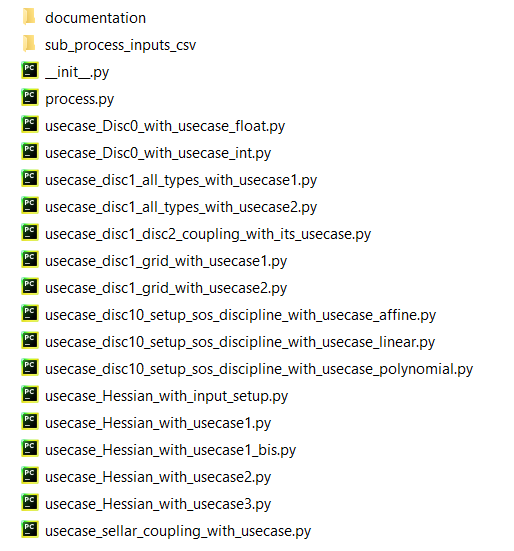 documentation
sub_process_inputs_csv
__init__.py
process.py
usecase_Disc0_with_usecase_float.py
usecase_Disc0_with_usecase_int.py
usecase_disc1_all_types_with_usecase1.py
usecase_disc1_all_types_with_usecase2.py
usecase_disc1_disc2_coupling_with_its_usecase.py
usecase_disc1_grid_with_usecase1.py
usecase_disc1_grid_with_usecase2.py
usecase_disc10_setup_sos_discipline_with_usecase_affine.py
usecase_disc10_setup_sos_discipline_with_usecase_linear.py
usecase_disc10_setup_sos_discipline_with_usecase_polynomial.py
usecase_Hessian_with_input_setup.py
usecase_Hessian_with_usecase1.py
usecase_Hessian_with_usecase1_bis.py
usecase_Hessian_with_usecase2.py
usecase_Hessian_with_usecase3.py
usecase_sellar_coupling_with_usecase.py